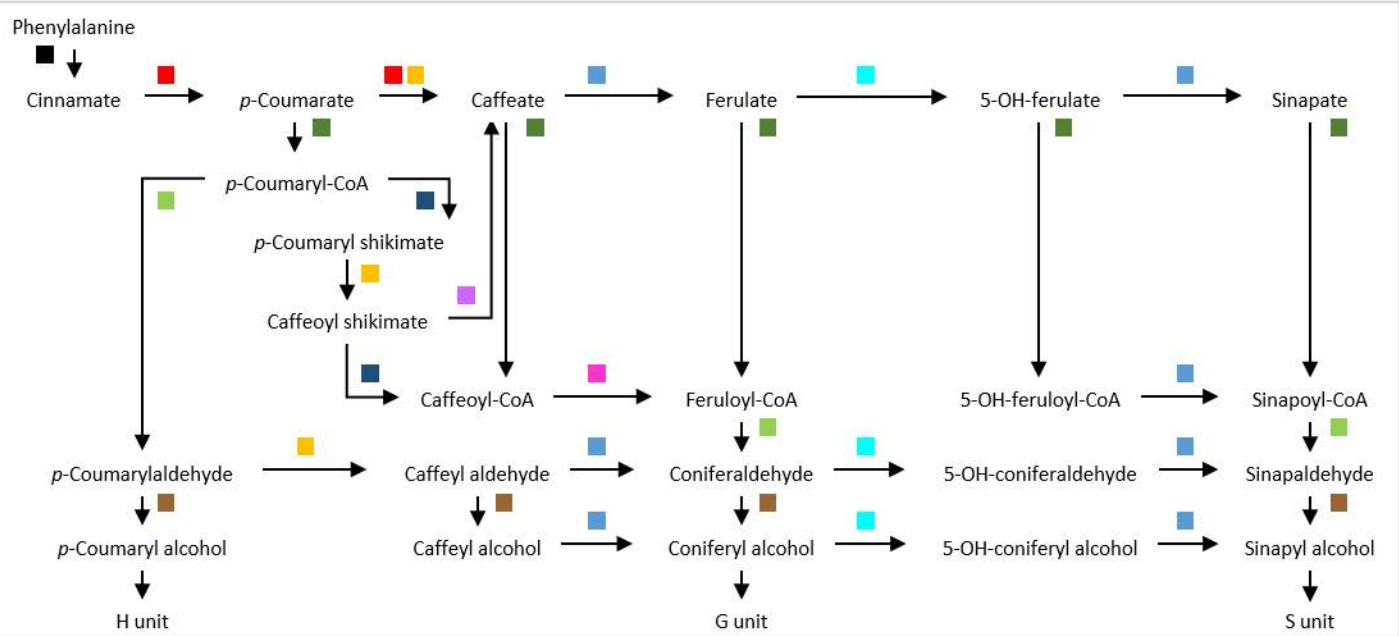 Phenylalanine
Cinnamate p-Coumarate Caffeate Ferulate 5-OH-ferulate Sinapate
p-Coumaryl-CoA
p-Coumaryl shikimate
Caffeoyl shikimate
Caffeoyl-CoA Feruloyl-CoA 5-OH-feruloyl-CoA Sinapoyl-CoA
p-Coumarylaldehyde Caffeyl aldehyde Coniferaldehyde 5-OH-coniferaldehyde Sinapaldehyde
p-Coumaryl alcohol Caffeyl alcohol Coniferyl alcohol 5-OH-coniferyl alcohol Sinapyl alcohol
H unit G unit S unit